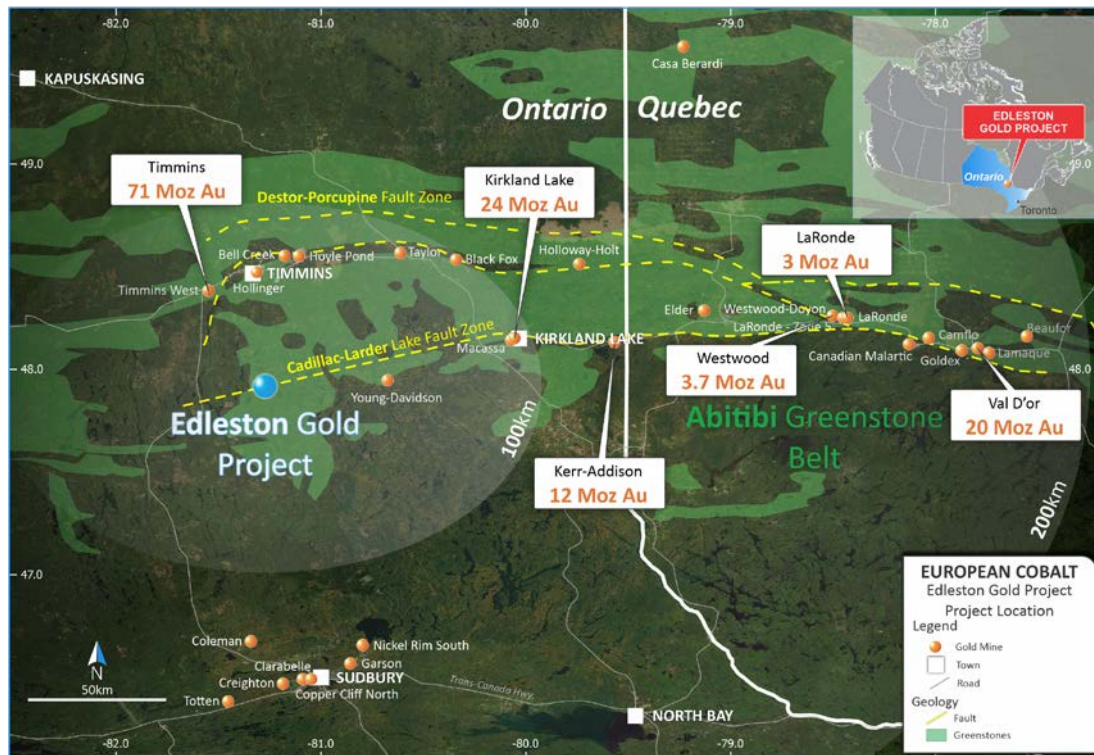 -82.0
-81.0
-80.0
-79.0
-78.0
KAPUSKASING
Casa Berardi
Ontario
Quebec
EDLESTON
GOLD PROJECT
Ontario
Toronto
49.0
49.0
Timmins
71 Moz Au
Destor-Porcupine Fault Zone
Kirkland Lake
24 Moz Au
LaRonde
3 Moz Au
Bell Creek
Hoyle Pond
Taylor
Black Fox
Holloway-Holt
TIMMINS
Hollinger
Timmins West
Elder
Westwood-Doyon
LaRonde
LaRonde - Zone 5
Cadillac-Larder Lake Fault Zone
Macassa
KIRKLAND LAKE
Canadian Malartic
Camflo
Goldex
Beaufor
Lamaque
48.0
48.0
Young-Davidson
Westwood
3.7 Moz Au
Val D'or
20 Moz Au
Edleston Gold
Project
100km
Abitibi Greenstone
Belt
Kerr-Addison
12 Moz Au
200km
47.0
Coleman
Nickel Rim South
Clarabelle
Garson
Creighton
SUDBURY
Copper Cliff North
Totten
Trans-Canada Hwy.
NORTH BAY
N
50km
EUROPEAN COBALT
Edleston Gold Project
Project Location
Legend
Gold Mine
Town
Road
Geology
Fault
Greenstones
-82.0
-81.0
-80.0
-79.0